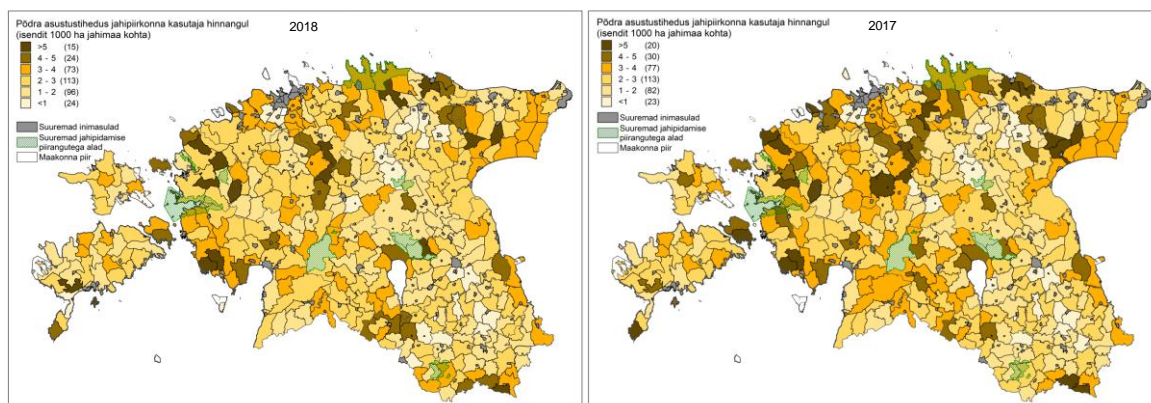 Põdra asustustihedus jahipiirkonna kasutaja hinnangul
(isendit 1000 ha jahimaa kohta)
2018
>5 (15)
4 - 5 (24)
3 - 4 (73)
2 - 3 (113)
1 - 2 (96)
<1 (24)
Suuremad inimasulad
Suuremad jahipidamise
piirangutega alad
Maakonna piir
Põdra asustustihedus jahipiirkonna kasutaja hinnangul
(isendit 1000 ha jahimaa kohta)
2017
>5 (20)
4 - 5 (30)
3 - 4 (77)
2 - 3 (113)
1 - 2 (82)
<1 (23)
Suuremad inimasulad
Suuremad jahipidamise
piirangutega alad
Maakonna piir